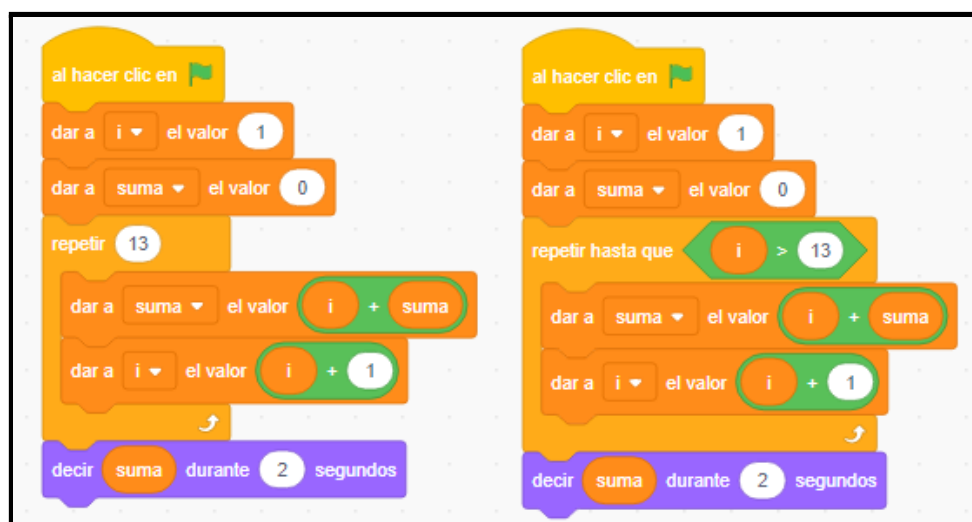 al hacer clic en
dar a i el valor 1
dar a suma el valor 0
repetir 13
dar a suma el valor i + suma
dar a i el valor i + 1
decir suma durante 2 segundos
al hacer clic en
dar a i el valor 1
dar a suma el valor 0
repetir hasta que i > 13
dar a suma el valor i + suma
dar a i el valor i + 1
decir suma durante 2 segundos